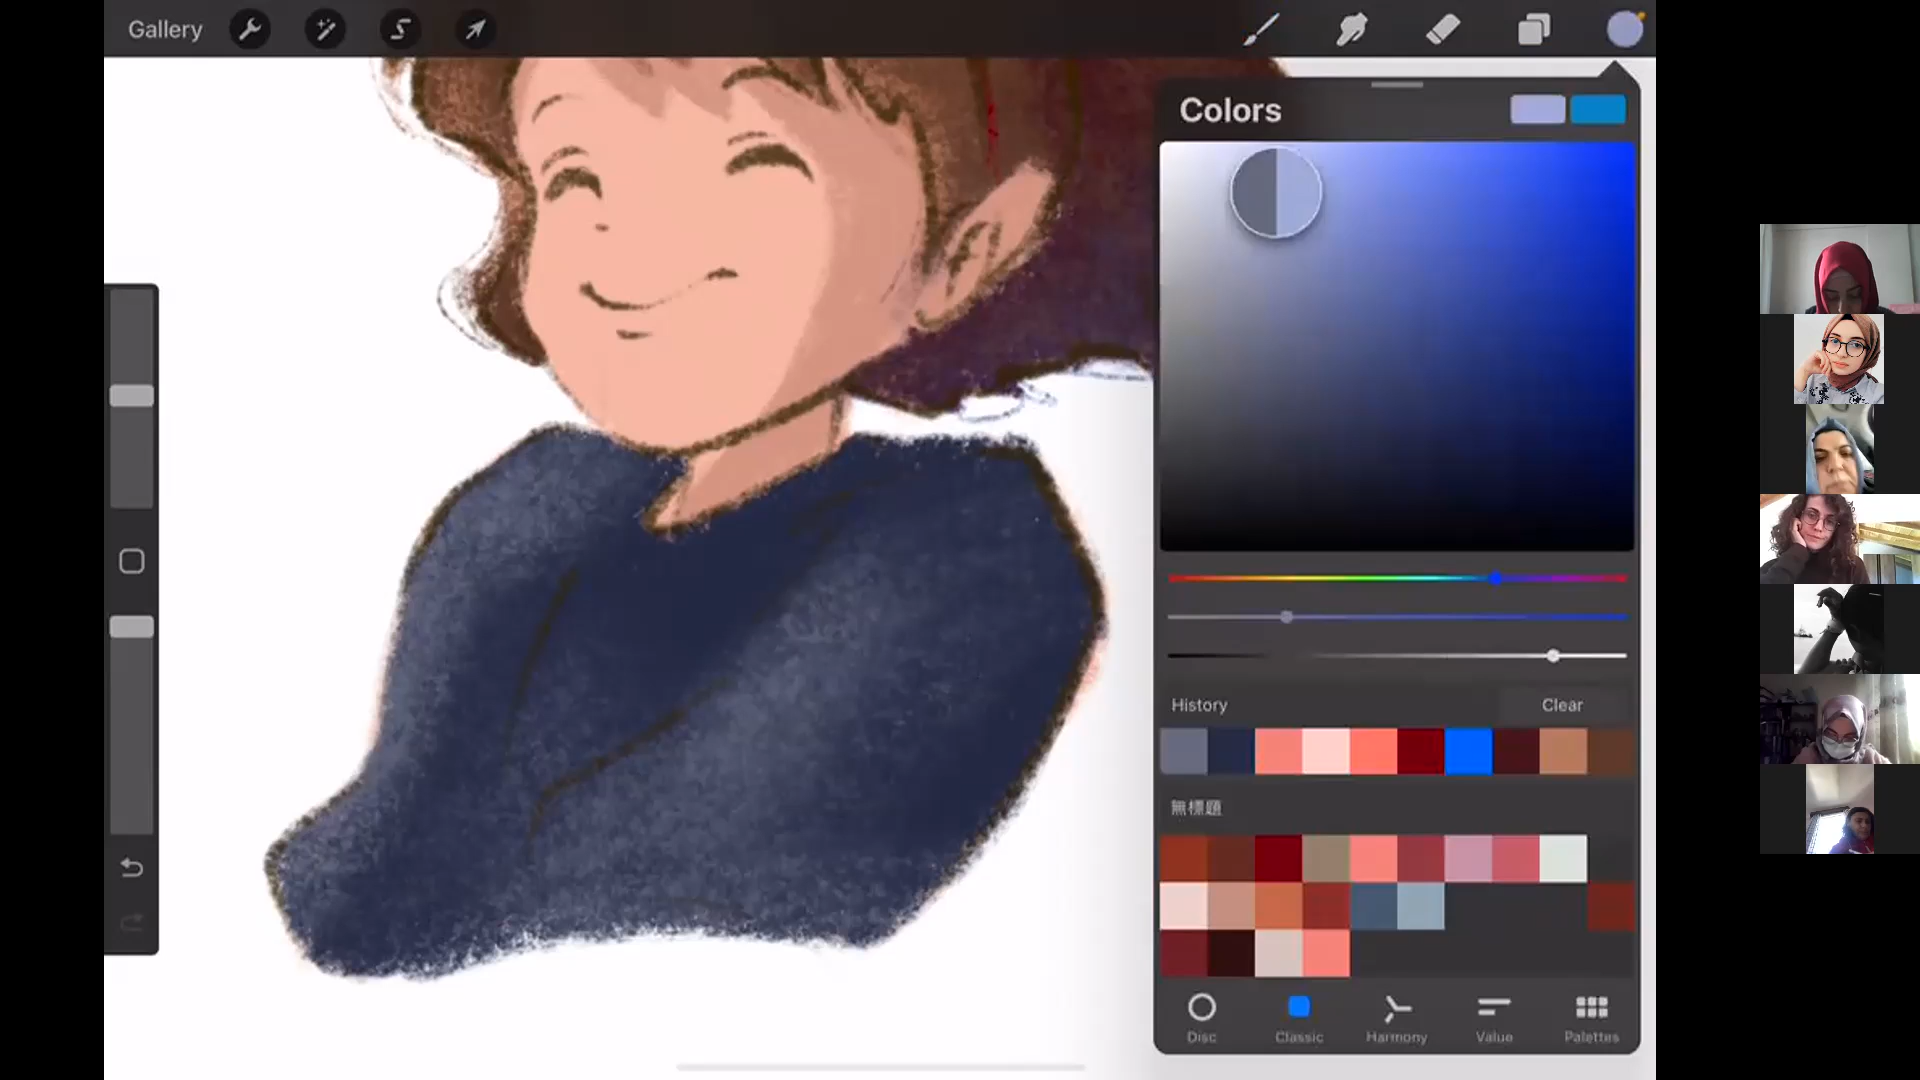 Gallery
Colors
History Clear
無標題
Disc Classic Harmony Value Palettes